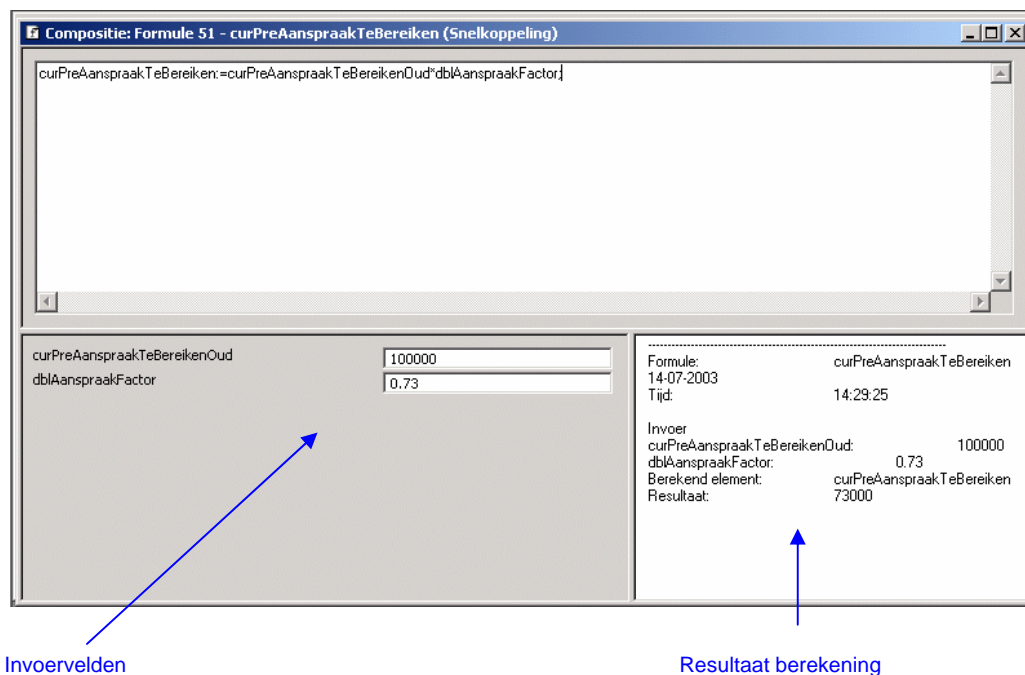 Compositie: Formule 51 - curPreAanspraakTeBereiken (Snelkoppeling)
curPreAanspraakTeBereiken:=curPreAanspraakTeBereikenOud*dblAanspraakFactor;
curPreAanspraakTeBereikenOud 100000
dblAanspraakFactor 0.73
Formule: curPreAanspraakTeBereiken
14-07-2003
Tijd: 14:29:25
Invoer
curPreAanspraakTeBereikenOud: 100000
dblAanspraakFactor: 0.73
Berekend element: curPreAanspraakTeBereiken
Resultaat: 73000
Invoervelden
Resultaat berekening